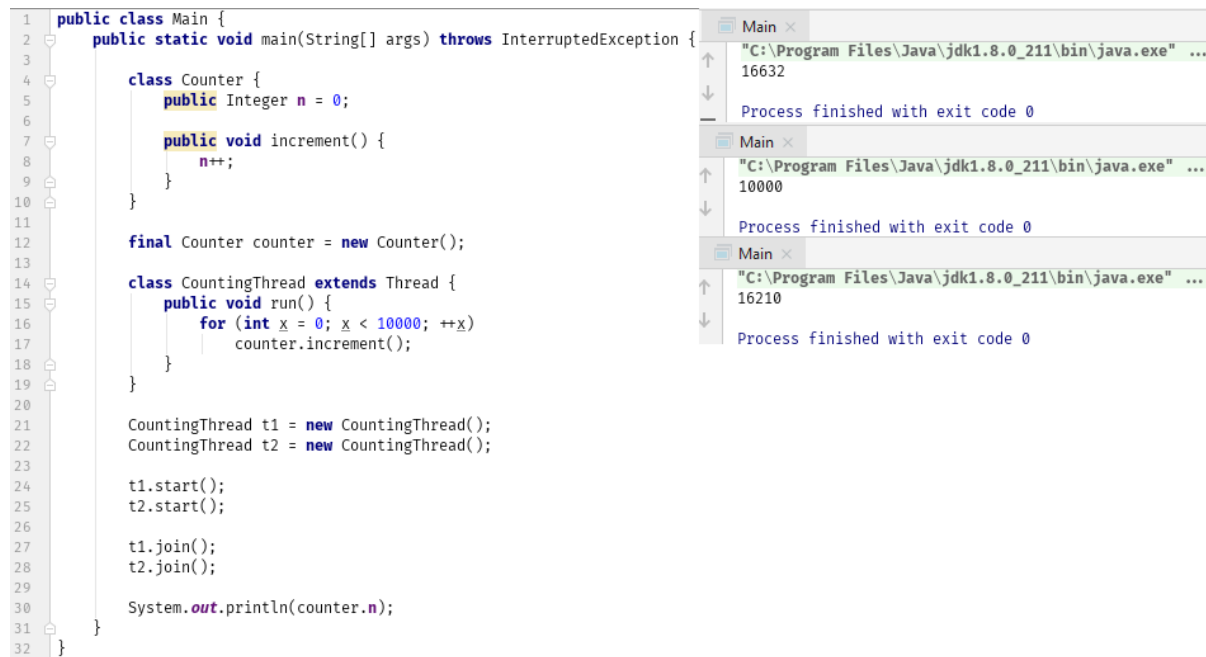 1 public class Main {
2 public static void main(String[] args) throws InterruptedException {
3
4 class Counter {
5 public Integer n = 0;
6
7 public void increment() {
8 n++;
9 }
10 }
11
12 final Counter counter = new Counter();
13
14 class CountingThread extends Thread {
15 public void run() {
16 for (int x = 0; x < 10000; ++x)
17 counter.increment();
18 }
19 }
20
21 CountingThread t1 = new CountingThread();
22 CountingThread t2 = new CountingThread();
23
24 t1.start();
25 t2.start();
26
27 t1.join();
28 t2.join();
29
30 System.out.println(counter.n);
31 }
32 }
Main ×
"C:\Program Files\Java\jdk1.8.0_211\bin\java.exe" ...
16632
Process finished with exit code 0
Main ×
"C:\Program Files\Java\jdk1.8.0_211\bin\java.exe" ...
10000
Process finished with exit code 0
Main ×
"C:\Program Files\Java\jdk1.8.0_211\bin\java.exe" ...
16210
Process finished with exit code 0